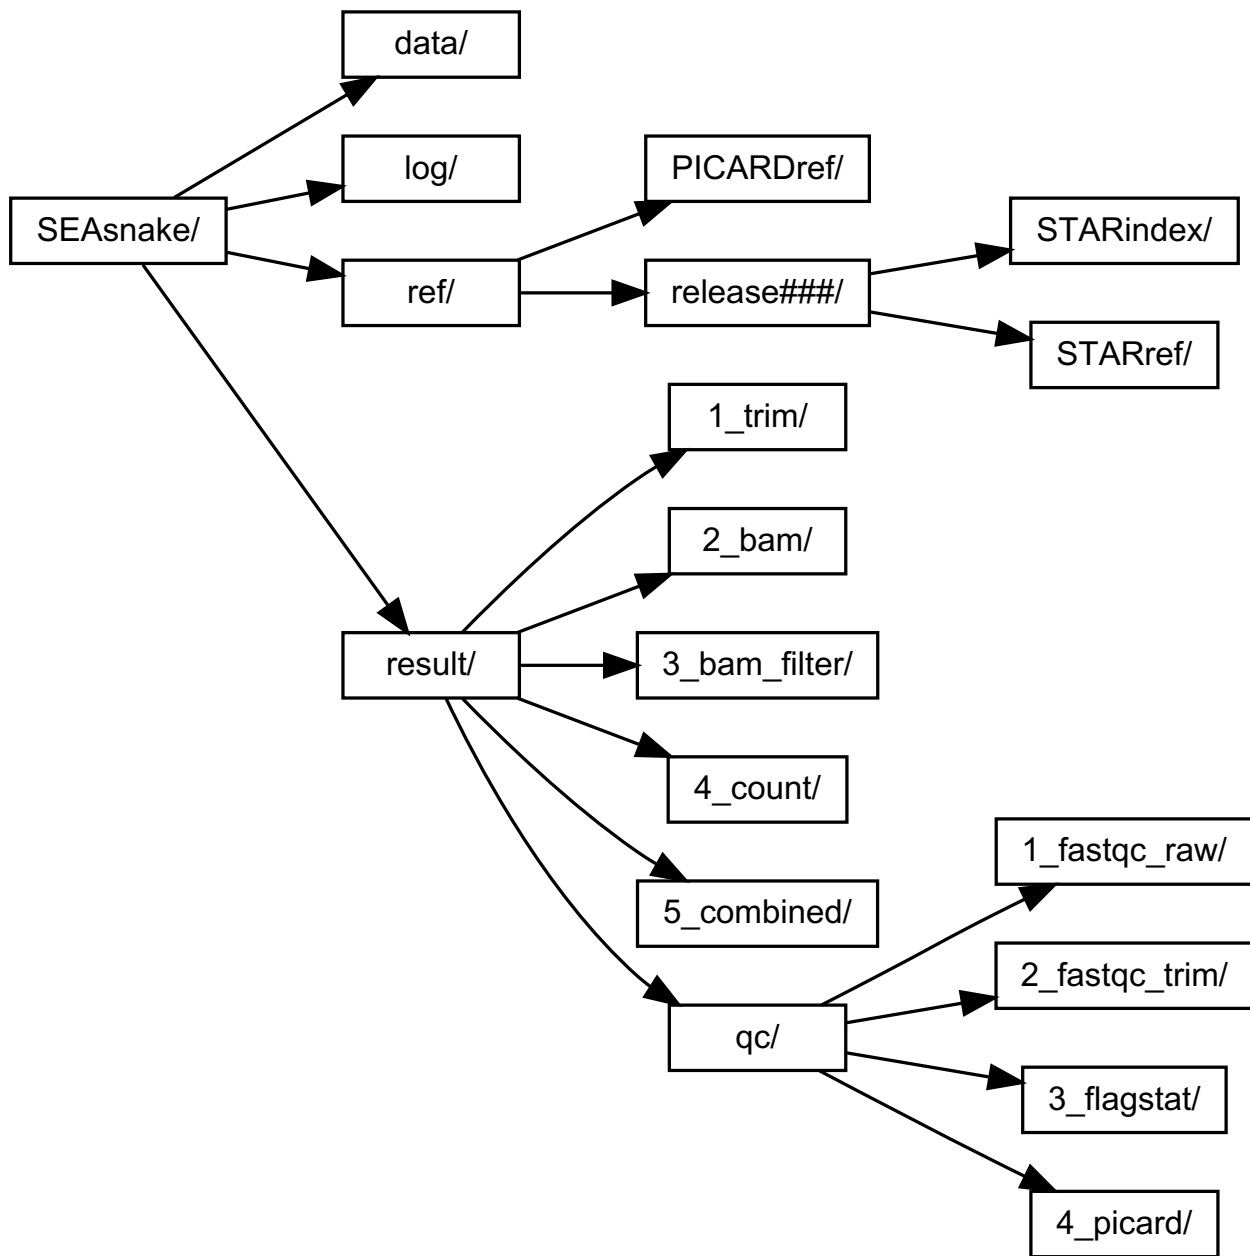 data/
log/
PICARDref/
SEAsnake/
STARindex/
ref/
release###/
STARref/
1_trim/
2_bam/
result/
3_bam_filter/
4_count/
1_fastqc_raw/
5_combined/
2_fastqc_trim/
qc/
3_flagstat/
4_picard/